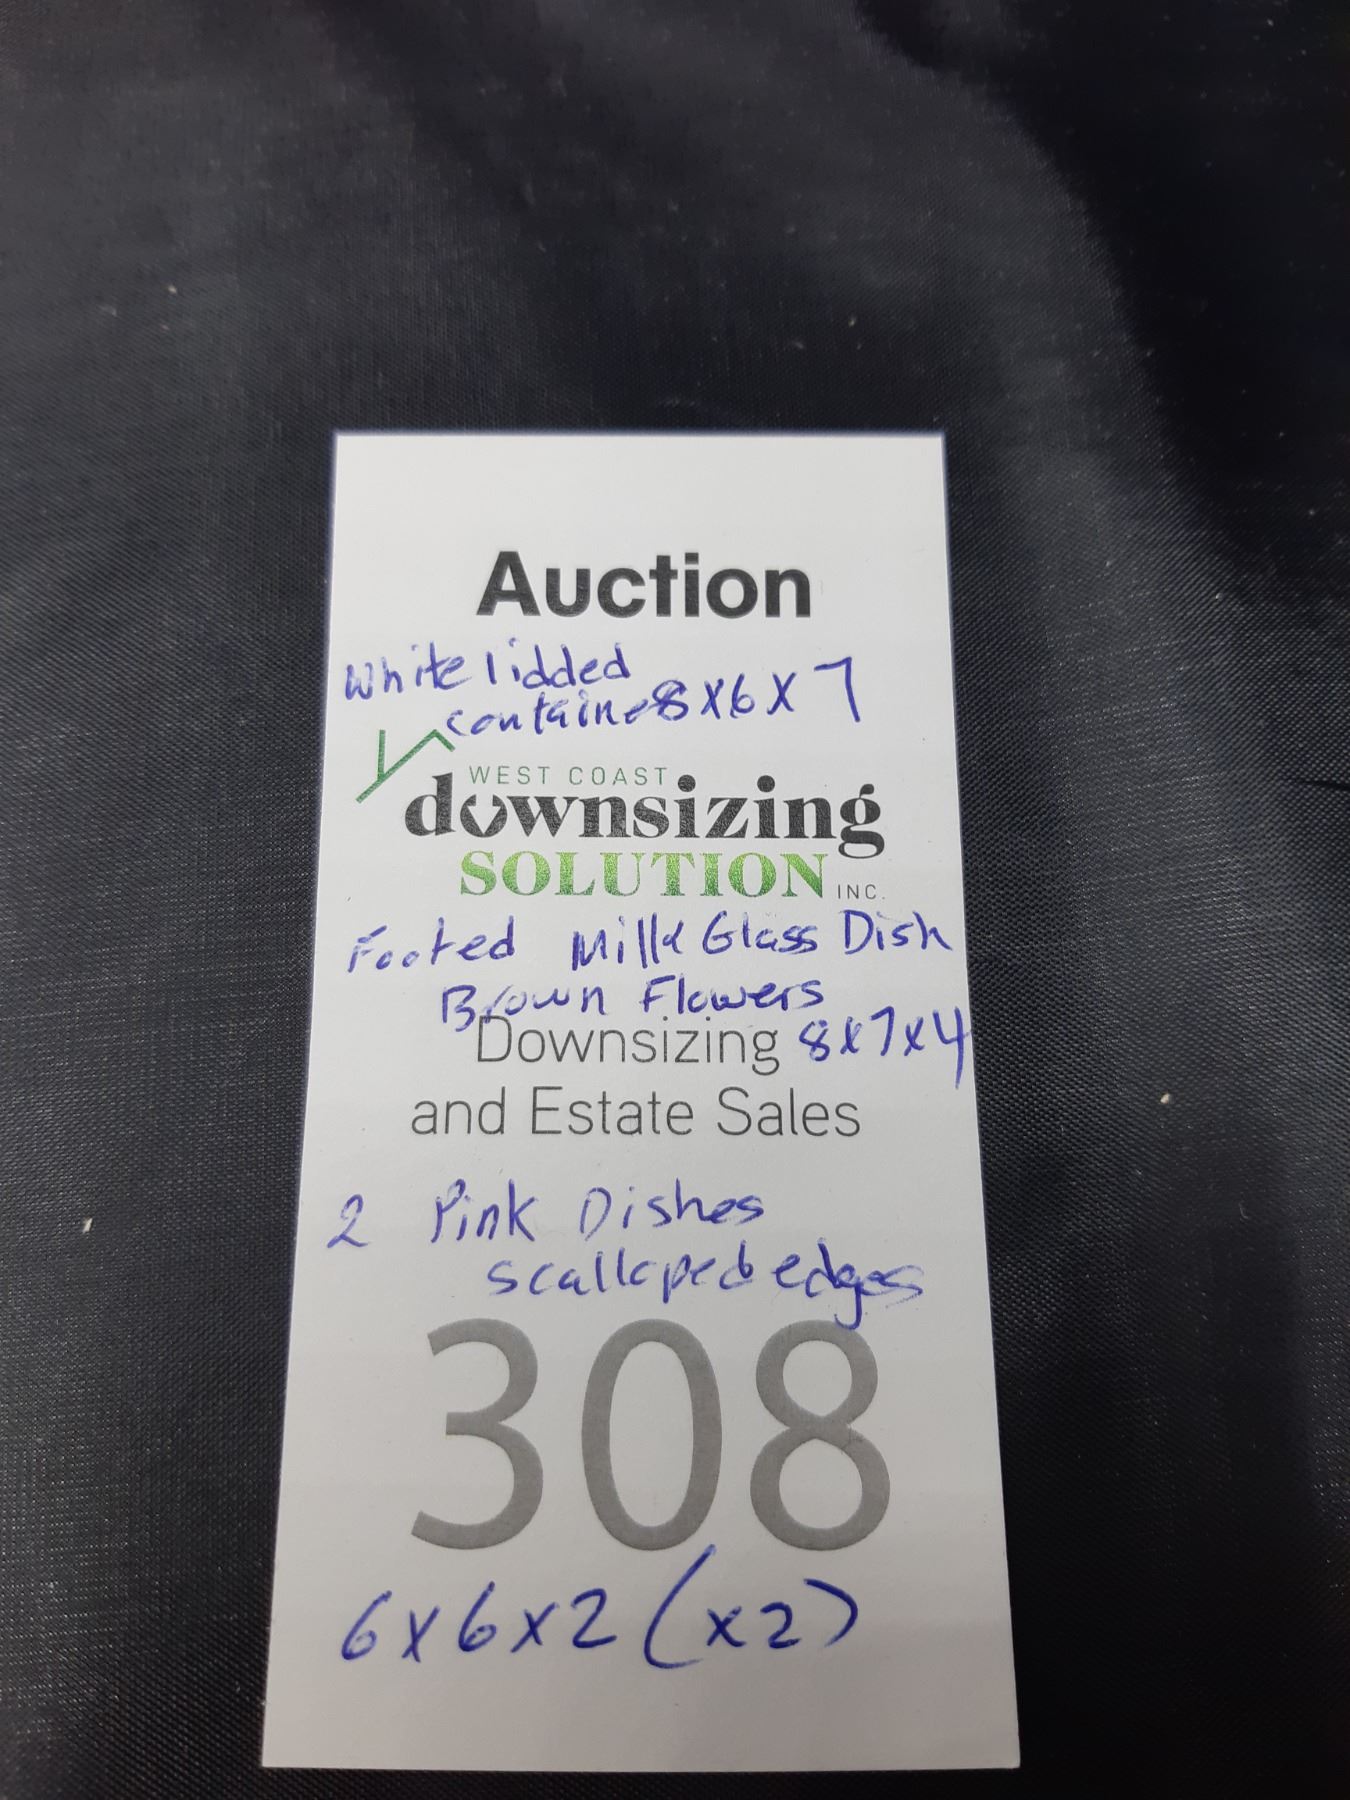 Auction
White lidded
container 8x6x7
WEST COAST
downsizing
SOLUTION INC.
Footed Milk Glass Dish
Brown Flowers
Downsizing 8x7x4
and Estate Sales
2 Pink Dishes
scalloped edges
308
6x6x2 (x2)